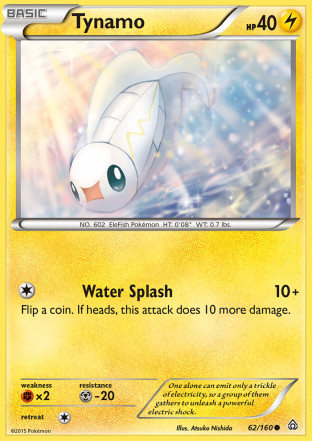 BASIC
Tynamo
HP40
NO. 602 EleFish Pokémon HT: 0'08" WT: 0.7 lbs.
Water Splash 10+
Flip a coin. If heads, this attack does 10 more damage.
weakness
×2
resistance
-20
retreat
One alone can emit only a trickle
of electricity, so a group of them
gathers to unleash a powerful
electric shock.
©2015 Pokémon
Illus. Atsuko Nishida
62/160